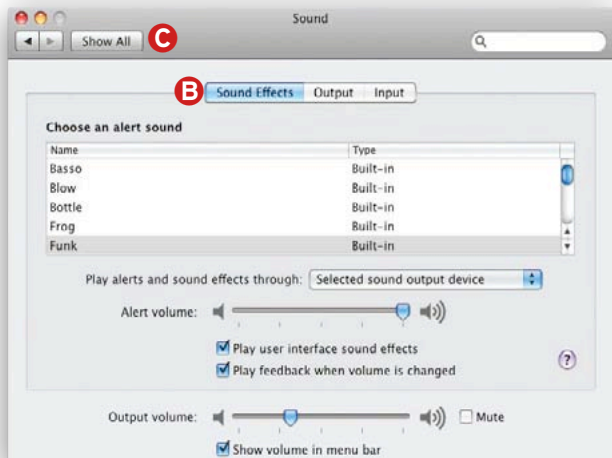 Sound
Show All C
B Sound Effects Output Input
Choose an alert sound
Name Type
Basso Built-in
Blow Built-in
Bottle Built-in
Frog Built-in
Funk Built-in
Play alerts and sound effects through: Selected sound output device
Alert volume:
Play user interface sound effects
Play feedback when volume is changed
?
Output volume: Mute
Show volume in menu bar